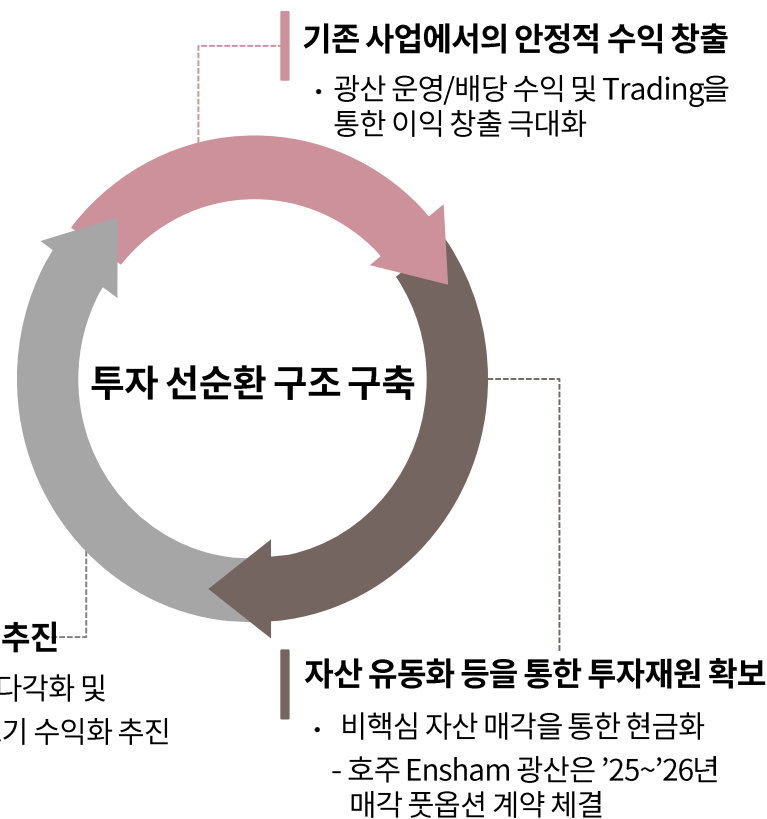 기존 사업에서의 안정적 수익 창출
· 광산 운영/배당 수익 및 Trading을
통한 이익 창출 극대화
투자 선순환 구조 구축
추진
다각화 및
기 수익화 추진
자산 유동화 등을 통한 투자재원 확보
· 비핵심 자산 매각을 통한 현금화
- 호주 Ensham 광산은 ’25~’26년
매각 풋옵션 계약 체결